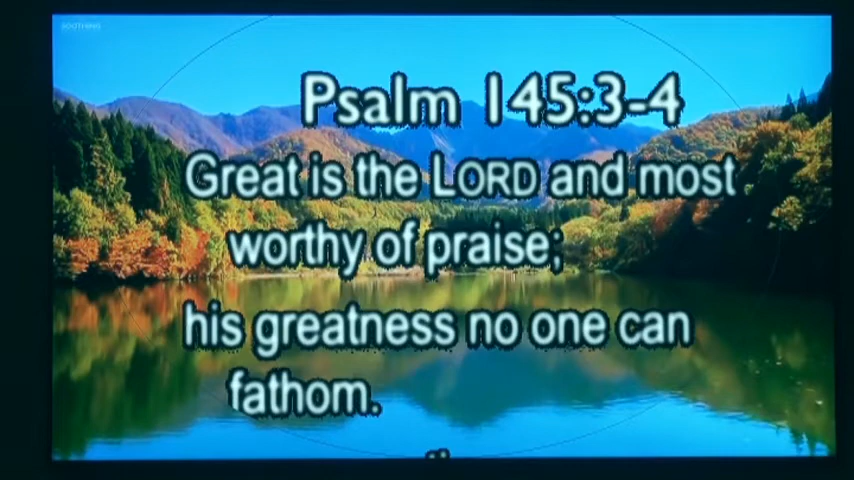 SOOTHING
Psalm 145:3-4
Great is the LORD and most
worthy of praise;
his greatness no one can
fathom.